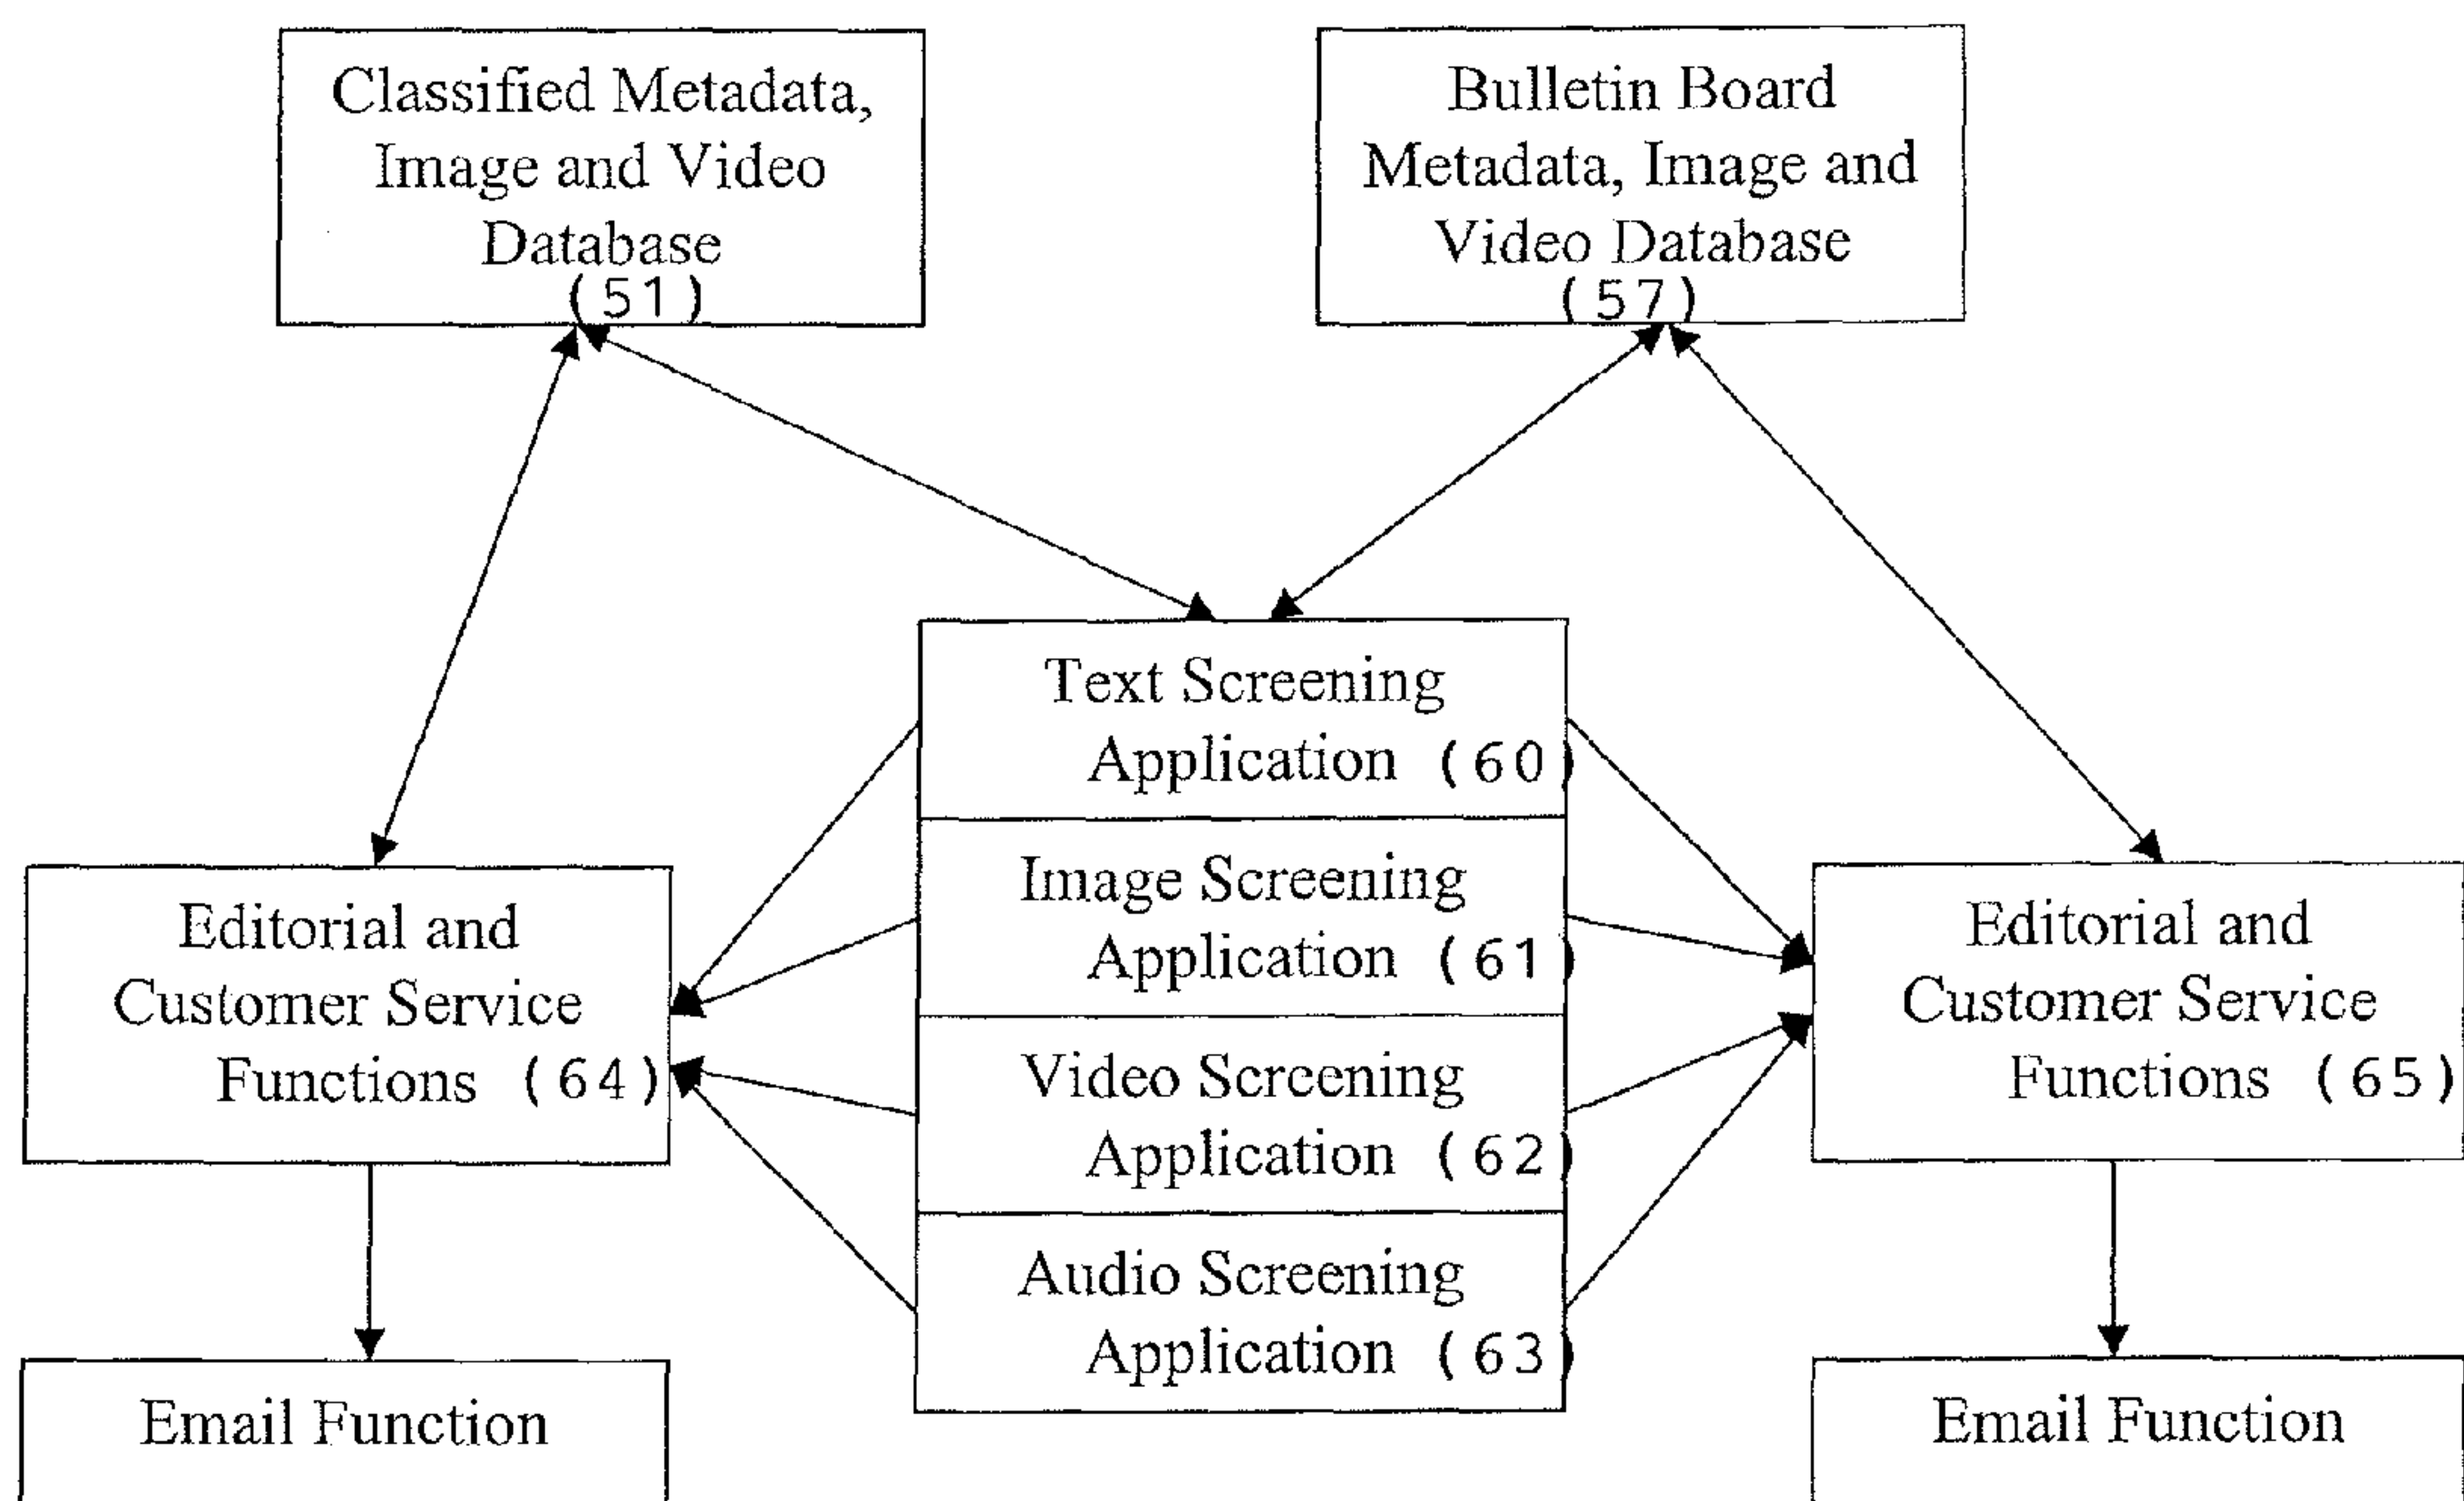 Classified Metadata,
Image and Video
Database
(51)
Bulletin Board
Metadata, Image and
Video Database
(57)
Text Screening
Application (60)
Image Screening
Application (61)
Video Screening
Application (62)
Audio Screening
Application (63)
Editorial and
Customer Service
Functions (64)
Editorial and
Customer Service
Functions (65)
Email Function
Email Function